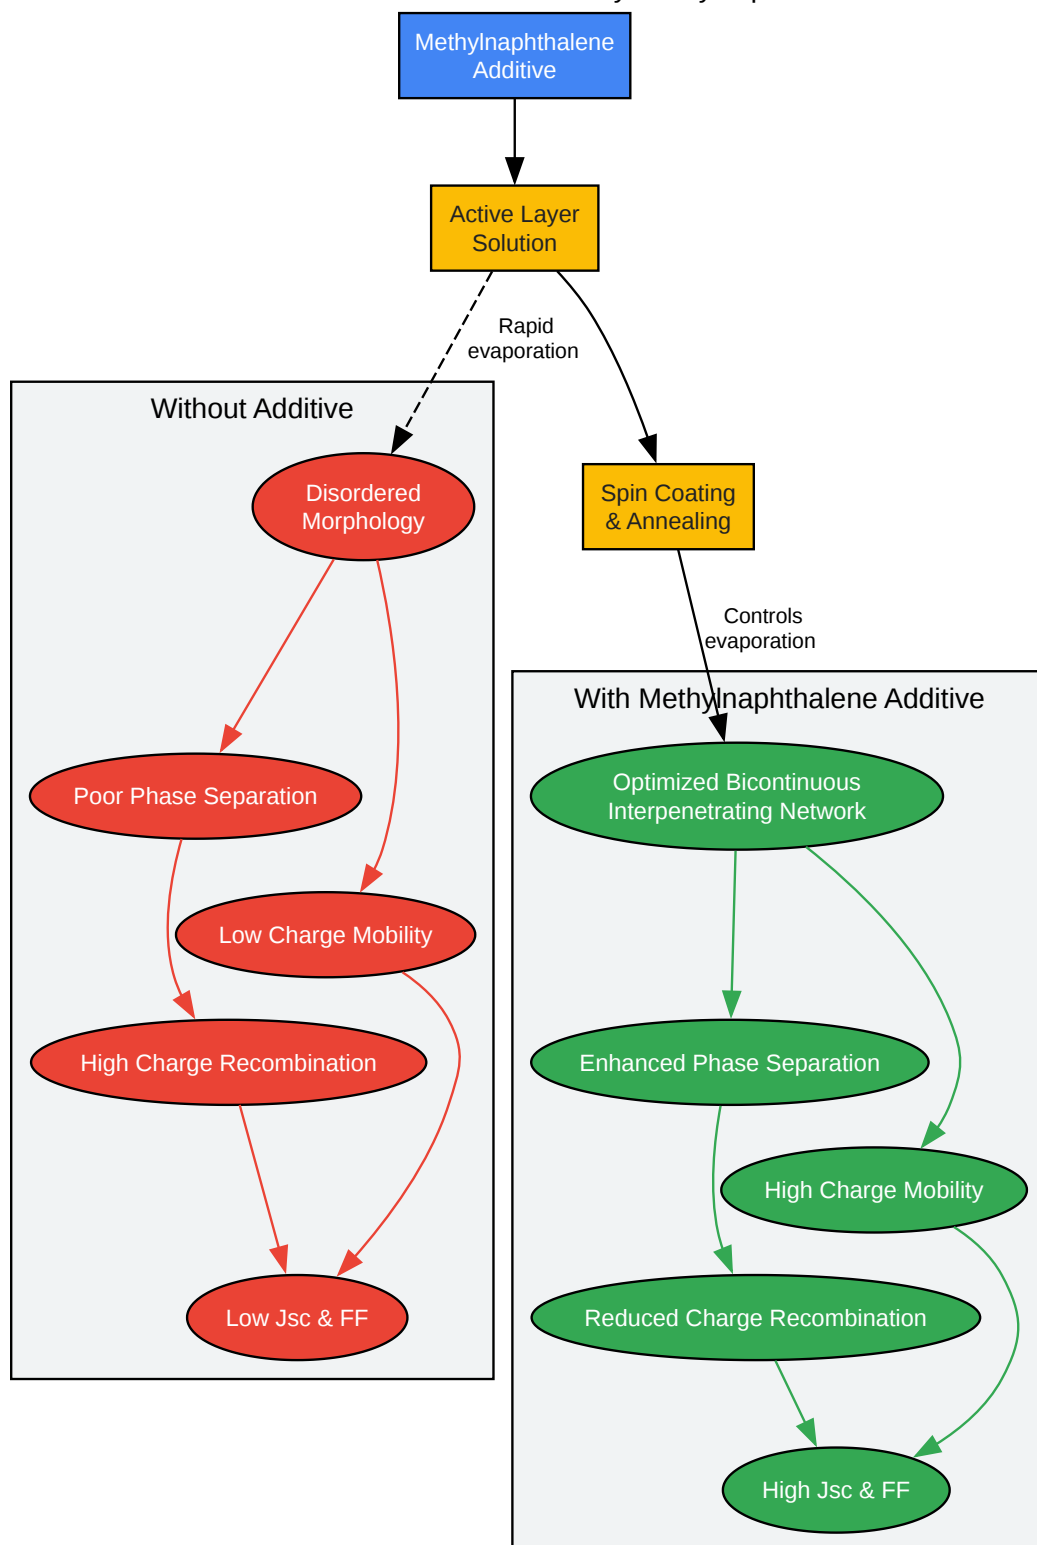 Methylnaphthalene
Additive
Active Layer
Solution
Rapid
evaporation
Without Additive
Disordered
Morphology
Spin Coating
& Annealing
Controls
evaporation
With Methylnaphthalene Additive
Poor Phase Separation
Optimized Bicontinuous
Interpenetrating Network
Low Charge Mobility
High Charge Recombination
Enhanced Phase Separation
High Charge Mobility
Low Jsc & FF
Reduced Charge Recombination
High Jsc & FF